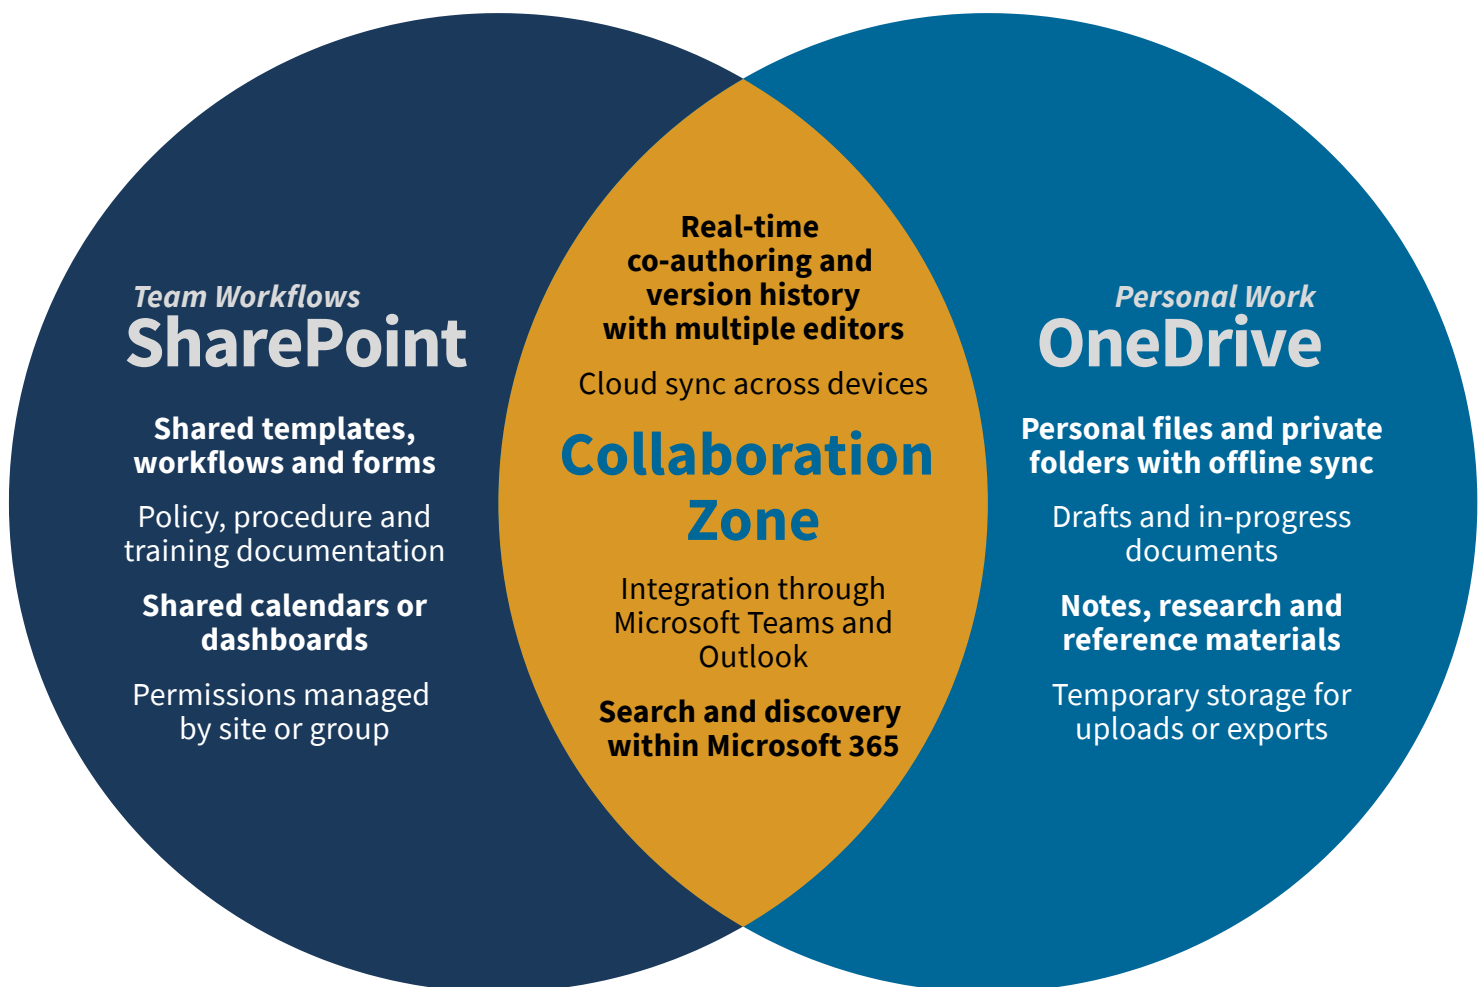 Team Workflows
SharePoint
Shared templates,
workflows and forms
Policy, procedure and
training documentation
Shared calendars or
dashboards
Permissions managed
by site or group
Real-time
co-authoring and
version history
with multiple editors
Cloud sync across devices
Collaboration
Zone
Integration through
Microsoft Teams and
Outlook
Search and discovery
within Microsoft 365
Personal Work
OneDrive
Personal files and private
folders with offline sync
Drafts and in-progress
documents
Notes, research and
reference materials
Temporary storage for
uploads or exports